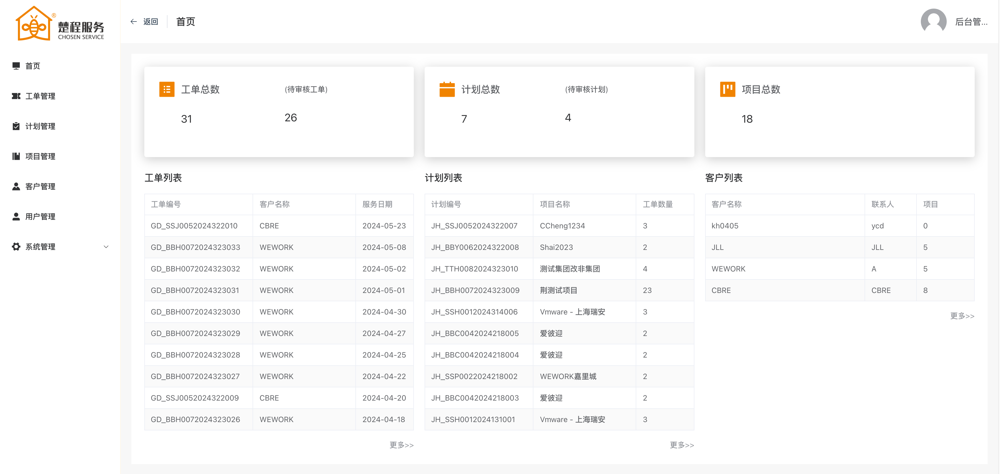 楚程服务®
CHOSEN SERVICE
首页
工单管理
计划管理
项目管理
客户管理
用户管理
系统管理
返回 首页
后台管...
工单总数 (待审核工单)
31 26
计划总数 (待审核计划)
7 4
项目总数
18
工单列表
工单编号 客户名称 服务日期
GD_SSJ0052024322010 CBRE 2024-05-23
GD_BBH0072024323033 WEWORK 2024-05-08
GD_BBH0072024323032 WEWORK 2024-05-02
GD_BBH0072024323031 WEWORK 2024-05-01
GD_BBH0072024323030 WEWORK 2024-04-30
GD_BBH0072024323029 WEWORK 2024-04-27
GD_BBH0072024323028 WEWORK 2024-04-25
GD_BBH0072024323027 WEWORK 2024-04-22
GD_SSJ0052024322009 CBRE 2024-04-20
GD_BBH0072024323026 WEWORK 2024-04-18
更多>>
计划列表
计划编号 项目名称 工单数量
JH_SSJ0052024322007 CCheng1234 3
JH_BBY0062024322008 Shai2023 2
JH_TTH0082024323010 测试集团改非集团 4
JH_BBH0072024323009 荆测试项目 23
JH_SSH0012024314006 Vmware - 上海瑞安 3
JH_BBC0042024218005 爱彼迎 2
JH_BBC0042024218004 爱彼迎 2
JH_SSP0022024218002 WEWORK嘉里城 2
JH_BBC0042024218003 爱彼迎 2
JH_SSH0012024131001 Vmware - 上海瑞安 3
更多>>
客户列表
客户名称 联系人 项目
kh0405 ycd 0
JLL JLL 5
WEWORK A 5
CBRE CBRE 8
更多>>